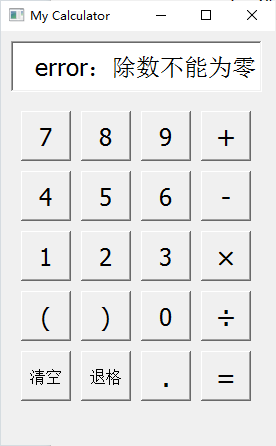 My Calculator
error：除数不能为零
7 8 9 +
4 5 6 -
1 2 3 ×
( ) 0 ÷
清空 退格 . =